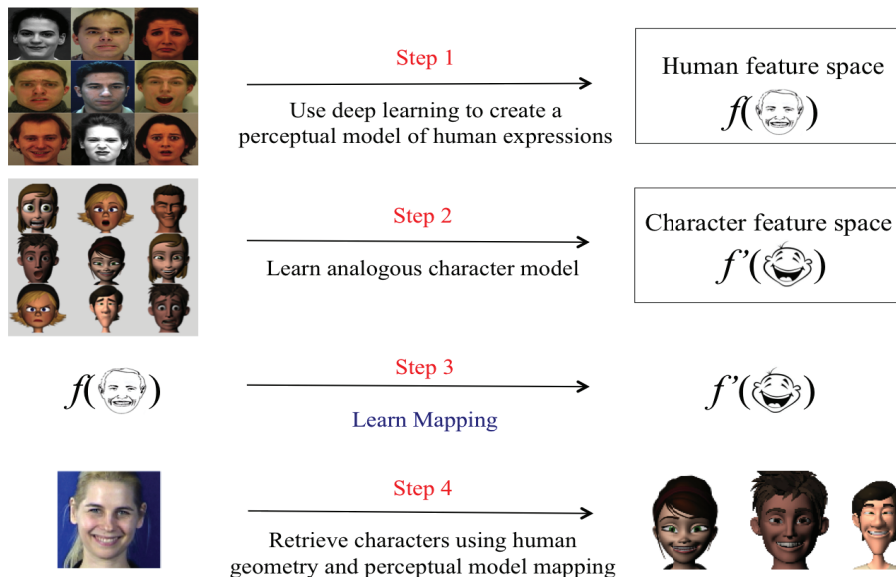 Step 1
Use deep learning to create a
perceptual model of human expressions
Human feature space
f( )
Step 2
Learn analogous character model
Character feature space
f’( )
f( )
Step 3
Learn Mapping
f’( )
Step 4
Retrieve characters using human
geometry and perceptual model mapping